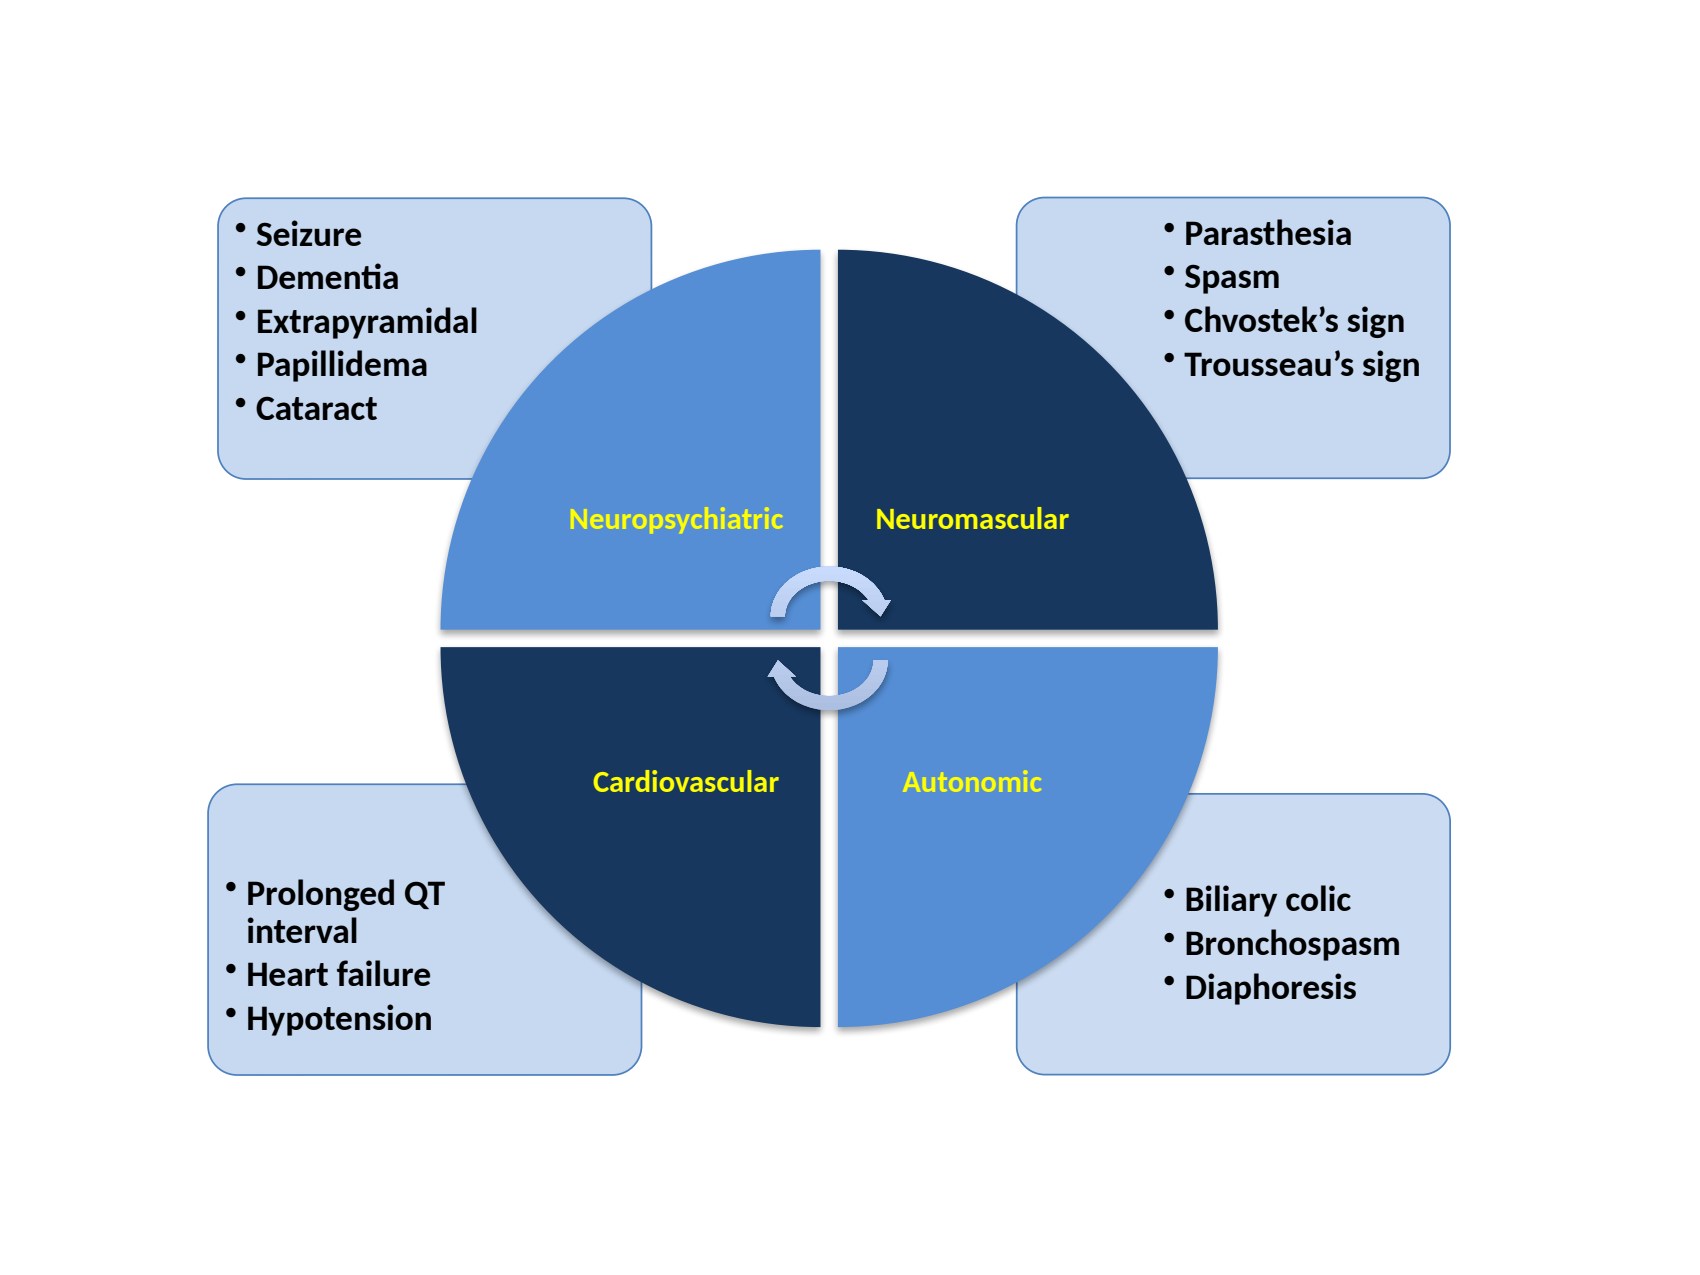 • Seizure
• Dementia
• Extrapyramidal
• Papillidema
• Cataract
• Parasthesia
• Spasm
• Chvostek’s sign
• Trousseau’s sign
Neuropsychiatric
Neuromascular
Cardiovascular
Autonomic
• Prolonged QT
interval
• Heart failure
• Hypotension
• Biliary colic
• Bronchospasm
• Diaphoresis